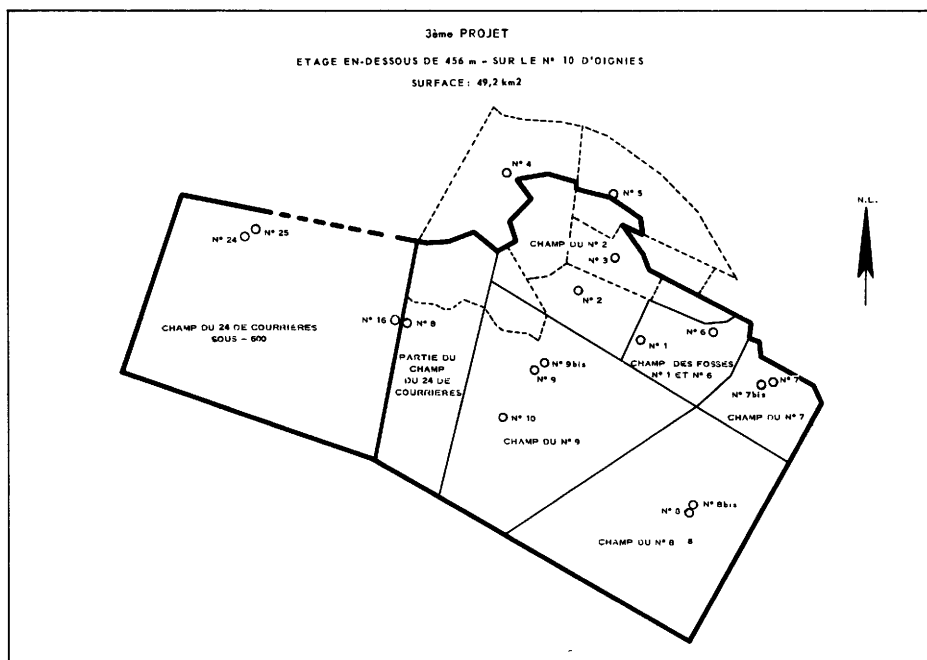 3ème PROJET
ETAGE EN-DESSOUS DE 456 m - SUR LE N° 10 D'OIGNIES
SURFACE: 49,2 km2
N° 4
N° 5
N.L.
N° 25
N° 24
CHAMP DU N° 2
N° 3
N° 2
N° 16
N° 8
N° 6
CHAMP DU 24 DE COURRIERES
SOUS - 600
N° 1
PARTIE DU
CHAMP
DU 24 DE
COURRIERES
N° 9bis
N° 9
CHAMP DES FOSSES
N° 1 ET N° 6
N° 7
N° 7bis
N° 10
CHAMP DU N° 7
CHAMP DU N° 9
N° 8bis
N° 8
CHAMP DU N° 8 8